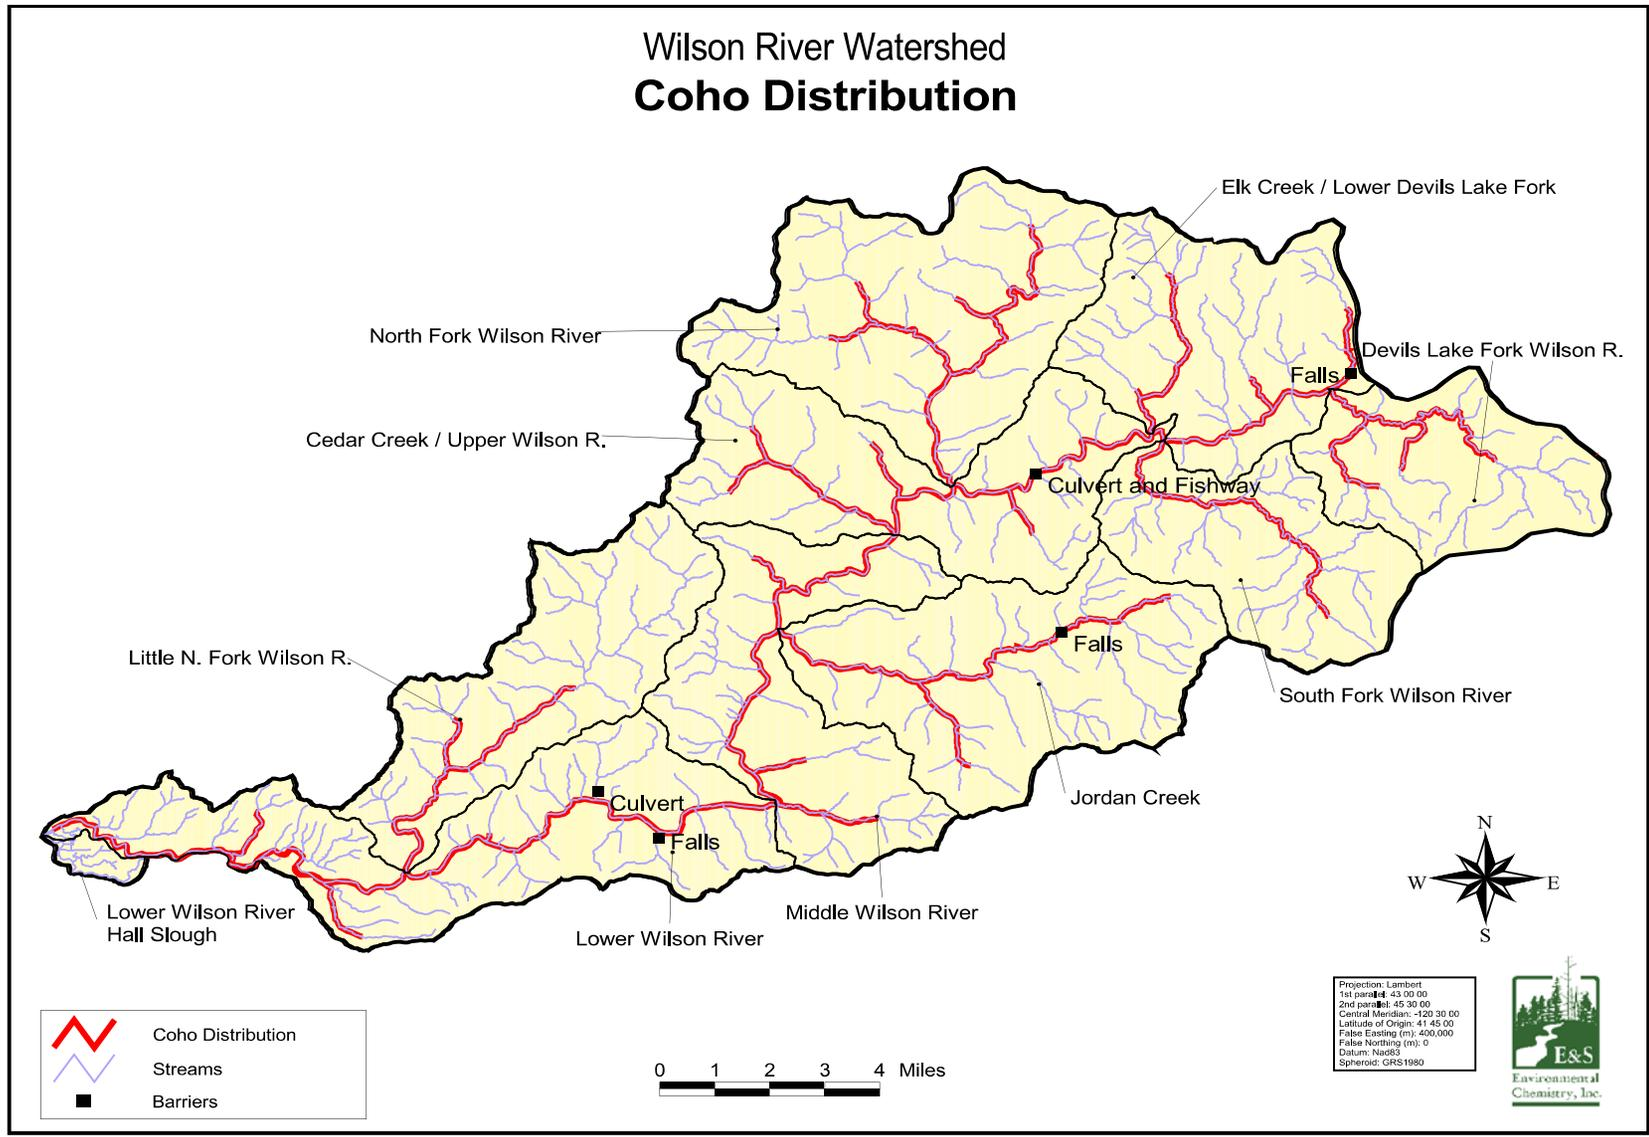 Wilson River Watershed
Coho Distribution
Elk Creek / Lower Devils Lake Fork
North Fork Wilson River
Devils Lake Fork Wilson R.
Falls
Cedar Creek / Upper Wilson R.
Culvert and Fishway
Little N. Fork Wilson R.
Falls
South Fork Wilson River
Jordan Creek
Culvert
Falls
Lower Wilson River
Hall Slough
Middle Wilson River
Lower Wilson River
N
W
E
S
Coho Distribution
Streams
Barriers
0 1 2 3 4 Miles
Projection: Lambert
1st parallel: 43 00 00
2nd parallel: 45 30 00
Central Meridian: -120 30 00
Latitude of Origin: 41 45 00
False Easting (m): 400,000
False Northing (m): 0
Datum: Nad83
Spheroid: GRS1980
E&S
Environmental
Chemistry, Inc.